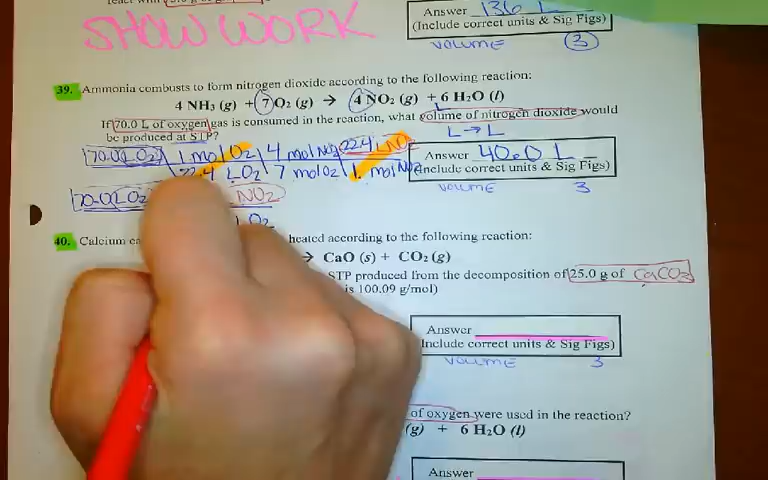 Answer 136 L
(Include correct units & Sig Figs)
SHOW WORK
VOLUME 3
39. Ammonia combusts to form nitrogen dioxide according to the following reaction:
4 NH3 (g) + 7 O2 (g) → 4 NO2 (g) + 6 H2O (l)
If 70.0 L of oxygen gas is consumed in the reaction, what volume of nitrogen dioxide would
be produced at STP?
L → L
70.0 L O2 1 mol O2 4 mol NO2 22.4 L NO2
22.4 L O2 7 mol O2 1 mol NO2
Answer 40.0 L
(Include correct units & Sig Figs)
VOLUME 3
70.0 L O2 NO2
O2
40. Calcium heated according to the following reaction:
→ CaO (s) + CO2 (g)
STP produced from the decomposition of 25.0 g of CaCO3
is 100.09 g/mol)
Answer
Include correct units & Sig Figs)
VOLUME 3
of oxygen were used in the reaction?
(g) + 6 H2O (l)
Answer